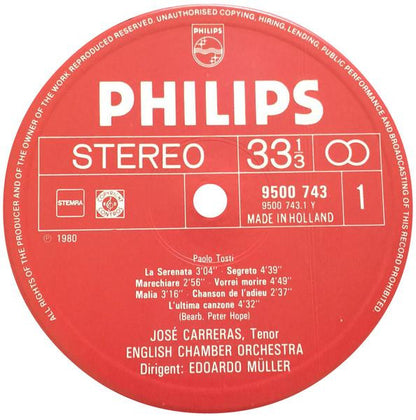 ALL RIGHTS OF THE PRODUCER AND OF THE OWNER OF THE WORK REPRODUCED RESERVED. UNAUTHORISED COPYING, HIRING, LENDING, PUBLIC PERFORMANCE AND BROADCASTING OF THIS RECORD PROHIBITED
PHILIPS
PHILIPS
STEREO 33 1/3
STEMRA
9500 743
9500 743.1 Y
MADE IN HOLLAND
1
℗ 1980
Paolo Tosti
La Serenata 3'04" Segreto 4'39"
Marechiare 2'56" Vorrei morire 4'49"
Malia 3'16" Chanson de l'adieu 2'37"
L'ultima canzone 4'32"
(Bearb. Peter Hope)
JOSÉ CARRERAS, Tenor
ENGLISH CHAMBER ORCHESTRA
Dirigent: EDOARDO MÜLLER